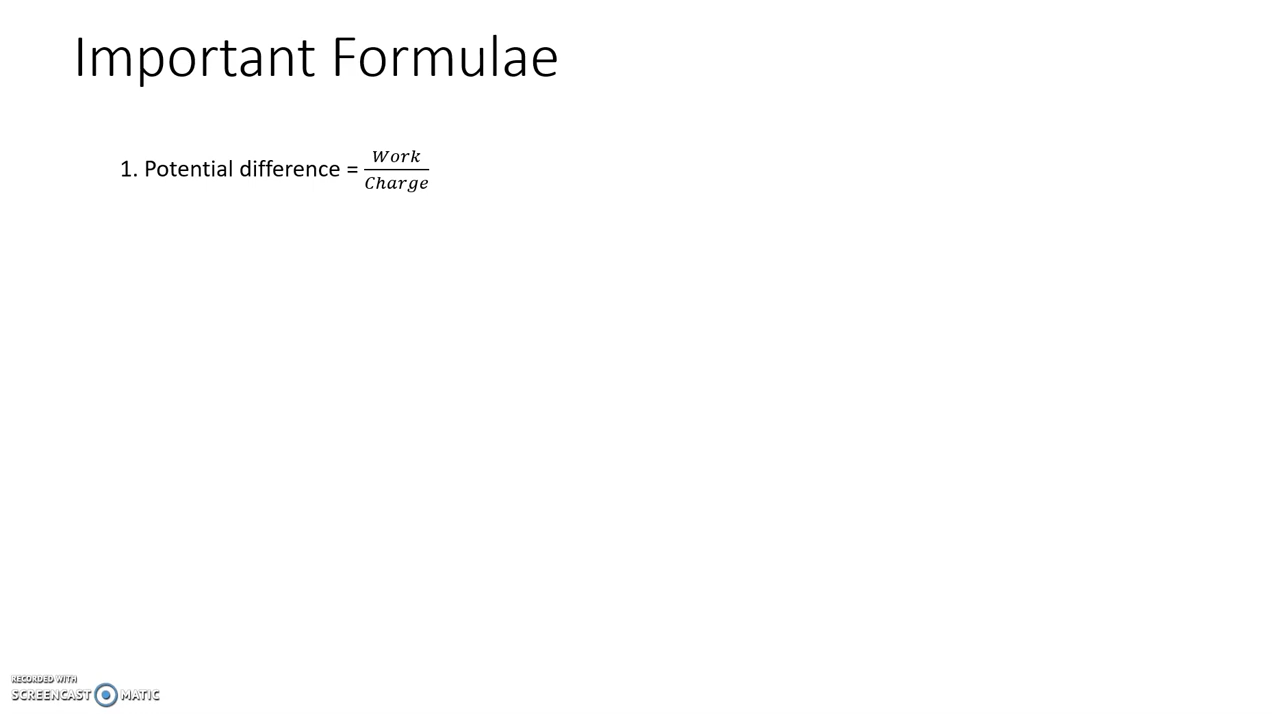 Important Formulae
1. Potential difference = Work/Charge
RECORDED WITH
SCREENCAST MATIC